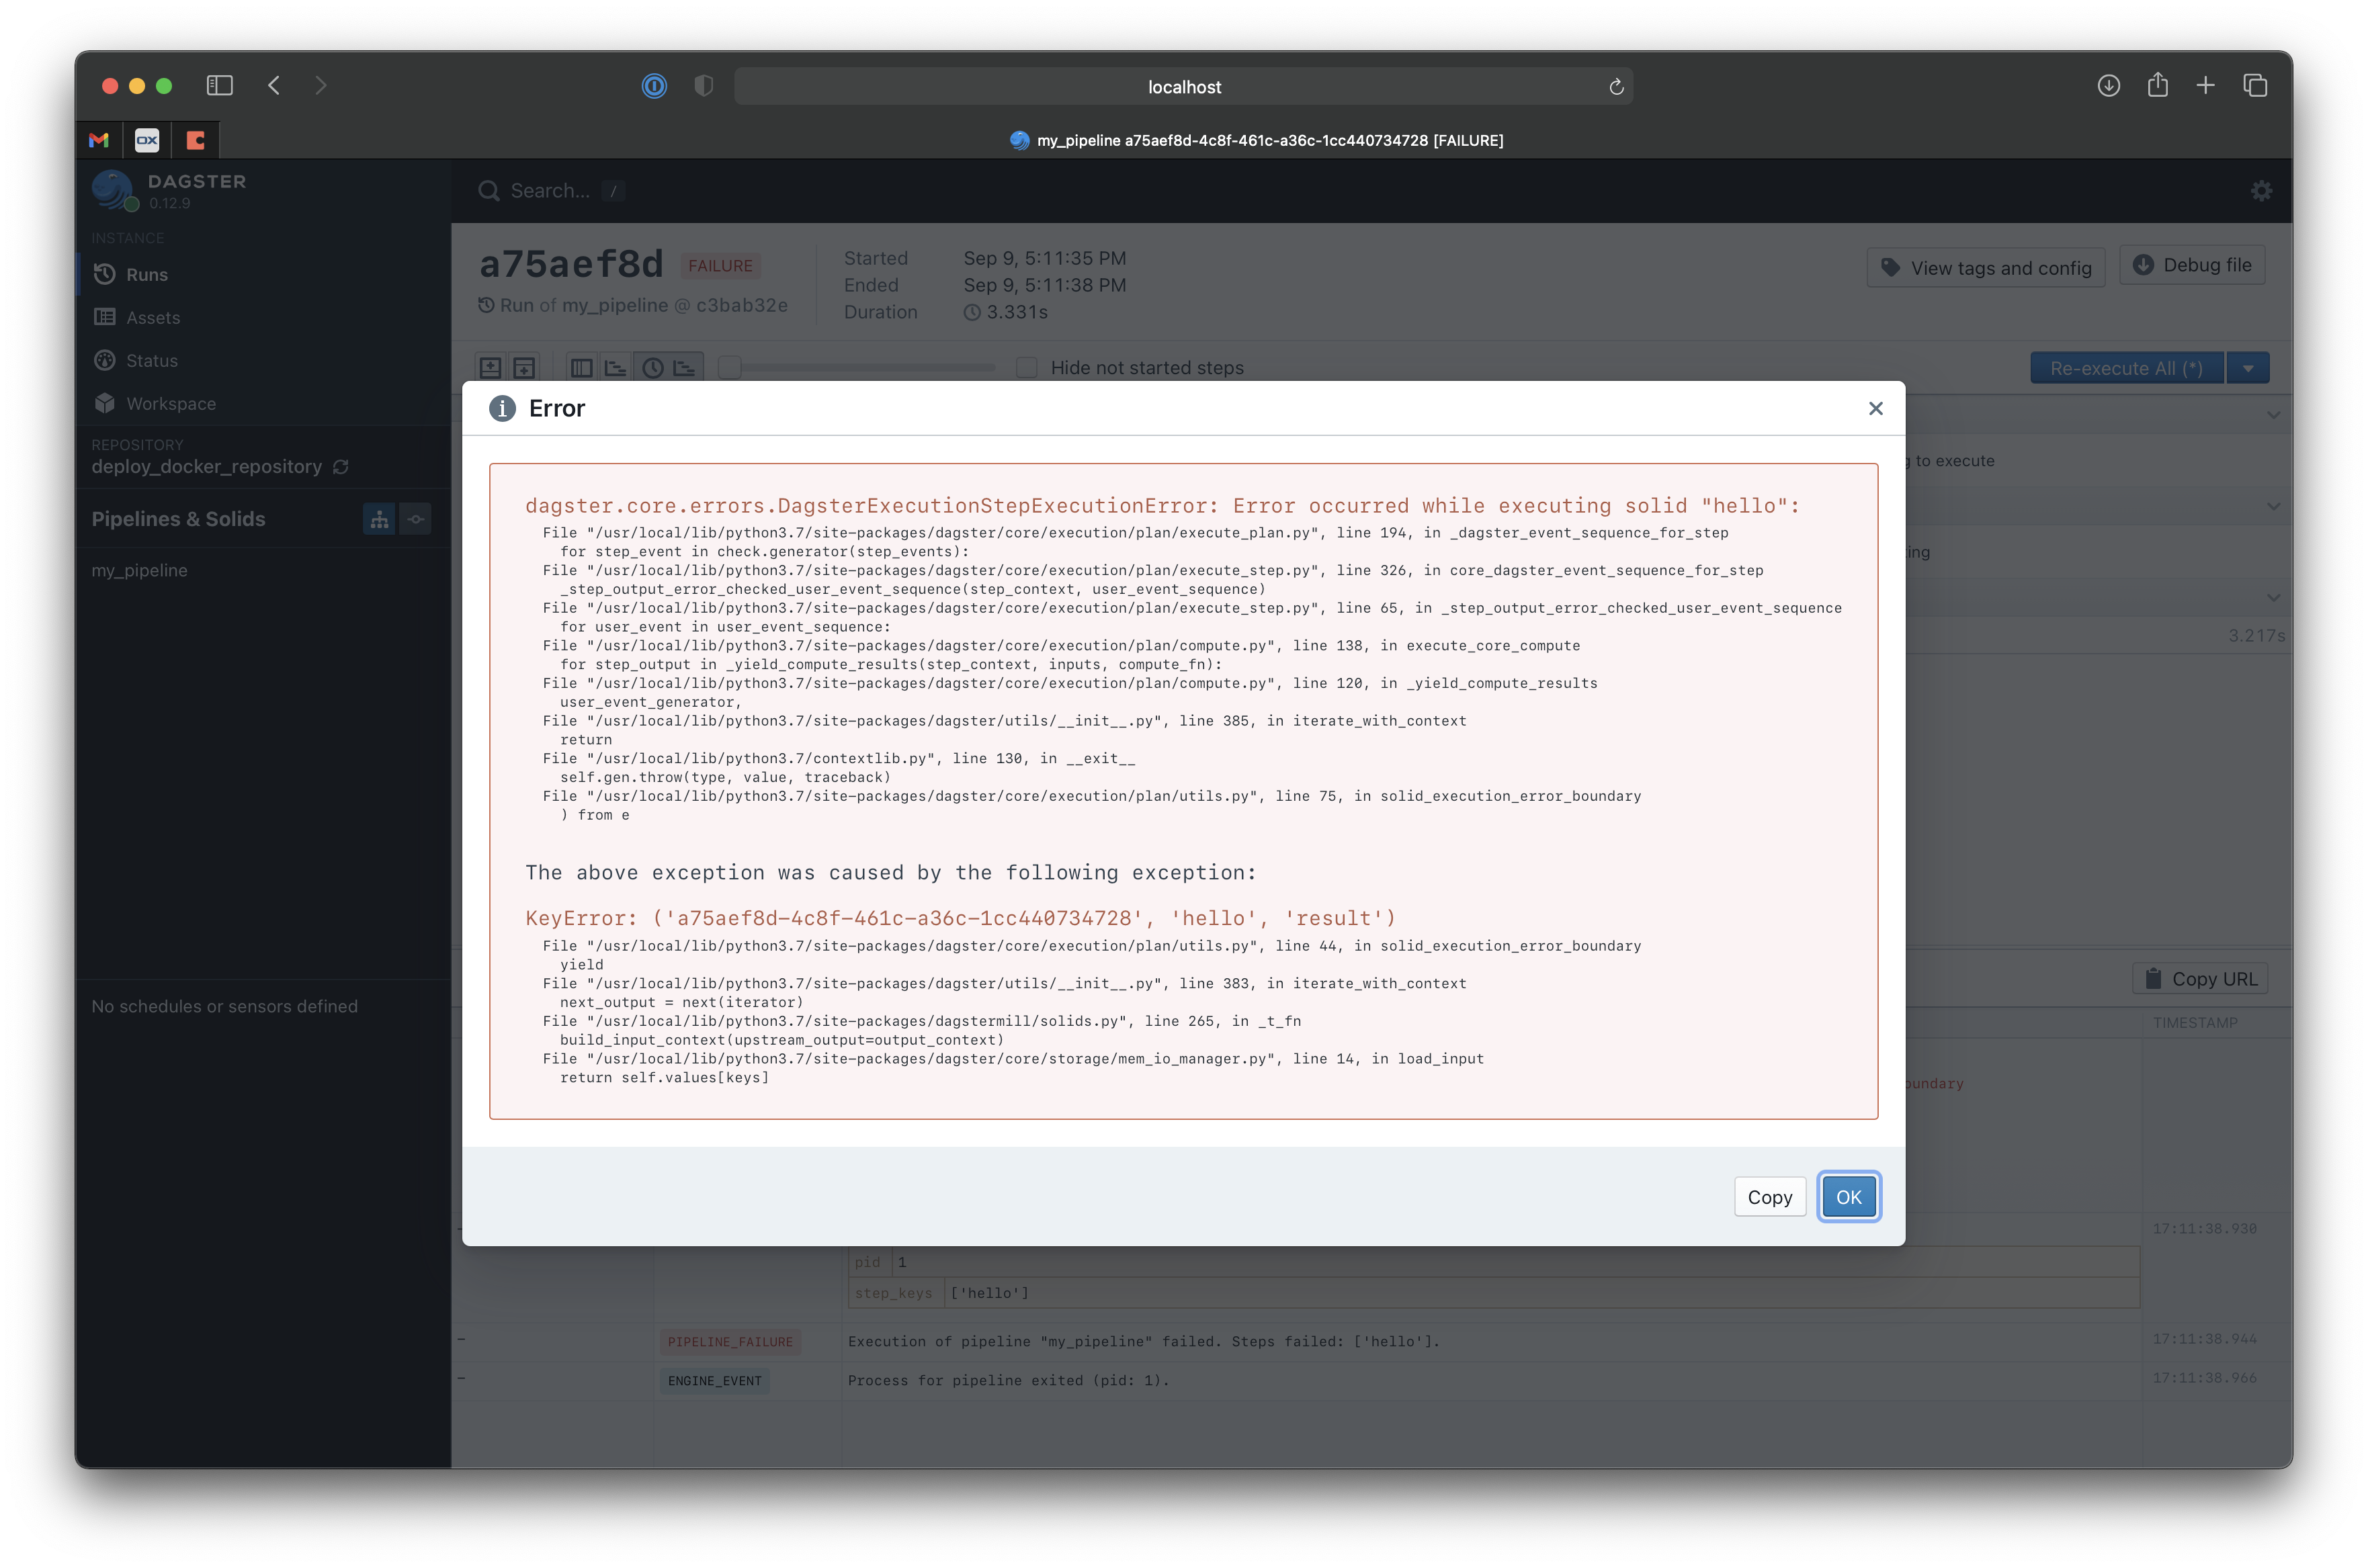 localhost
OX
my_pipeline a75aef8d-4c8f-461c-a36c-1cc440734728 [FAILURE]
DAGSTER
0.12.9
Search... /
INSTANCE
Runs
Assets
Status
Workspace
REPOSITORY
deploy_docker_repository
Pipelines & Solids
my_pipeline
No schedules or sensors defined
a75aef8d FAILURE
Run of my_pipeline @ c3bab32e
Started Sep 9, 5:11:35 PM
Ended Sep 9, 5:11:38 PM
Duration 3.331s
View tags and config
Debug file
Hide not started steps
Re-execute All (*)
to execute
3.217s
Copy URL
TIMESTAMP
Error
dagster.core.errors.DagsterExecutionStepExecutionError: Error occurred while executing solid "hello":
File "/usr/local/lib/python3.7/site-packages/dagster/core/execution/plan/execute_plan.py", line 194, in _dagster_event_sequence_for_step
for step_event in check.generator(step_events):
File "/usr/local/lib/python3.7/site-packages/dagster/core/execution/plan/execute_step.py", line 326, in core_dagster_event_sequence_for_step
_step_output_error_checked_user_event_sequence(step_context, user_event_sequence)
File "/usr/local/lib/python3.7/site-packages/dagster/core/execution/plan/execute_step.py", line 65, in _step_output_error_checked_user_event_sequence
for user_event in user_event_sequence:
File "/usr/local/lib/python3.7/site-packages/dagster/core/execution/plan/compute.py", line 138, in execute_core_compute
for step_output in _yield_compute_results(step_context, inputs, compute_fn):
File "/usr/local/lib/python3.7/site-packages/dagster/core/execution/plan/compute.py", line 120, in _yield_compute_results
user_event_generator,
File "/usr/local/lib/python3.7/site-packages/dagster/utils/__init__.py", line 385, in iterate_with_context
return
File "/usr/local/lib/python3.7/contextlib.py", line 130, in __exit__
self.gen.throw(type, value, traceback)
File "/usr/local/lib/python3.7/site-packages/dagster/core/execution/plan/utils.py", line 75, in solid_execution_error_boundary
) from e
The above exception was caused by the following exception:
KeyError: ('a75aef8d-4c8f-461c-a36c-1cc440734728', 'hello', 'result')
File "/usr/local/lib/python3.7/site-packages/dagster/core/execution/plan/utils.py", line 44, in solid_execution_error_boundary
yield
File "/usr/local/lib/python3.7/site-packages/dagster/utils/__init__.py", line 383, in iterate_with_context
next_output = next(iterator)
File "/usr/local/lib/python3.7/site-packages/dagstermill/solids.py", line 265, in _t_fn
build_input_context(upstream_output=output_context)
File "/usr/local/lib/python3.7/site-packages/dagster/core/storage/mem_io_manager.py", line 14, in load_input
return self.values[keys]
Copy
OK
17:11:38.930
pid 1
step_keys ['hello']
– PIPELINE_FAILURE Execution of pipeline "my_pipeline" failed. Steps failed: ['hello']. 17:11:38.944
– ENGINE_EVENT Process for pipeline exited (pid: 1). 17:11:38.966